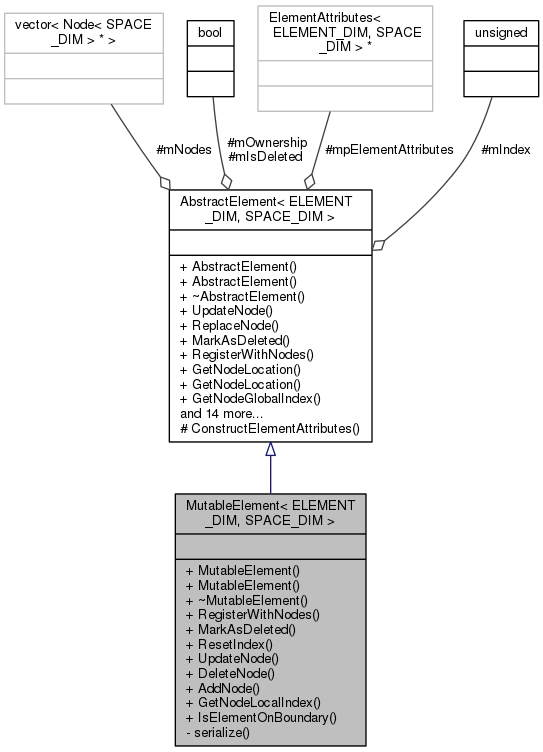 vector< Node< SPACE
_DIM > * >
bool
ElementAttributes<
ELEMENT_DIM, SPACE
_DIM > *
unsigned
#mNodes
#mOwnership
#mIsDeleted
#mpElementAttributes
#mIndex
AbstractElement< ELEMENT
_DIM, SPACE_DIM >
+ AbstractElement()
+ AbstractElement()
+ ~AbstractElement()
+ UpdateNode()
+ ReplaceNode()
+ MarkAsDeleted()
+ RegisterWithNodes()
+ GetNodeLocation()
+ GetNodeLocation()
+ GetNodeGlobalIndex()
and 14 more...
# ConstructElementAttributes()
MutableElement< ELEMENT
_DIM, SPACE_DIM >
+ MutableElement()
+ MutableElement()
+ ~MutableElement()
+ RegisterWithNodes()
+ MarkAsDeleted()
+ ResetIndex()
+ UpdateNode()
+ DeleteNode()
+ AddNode()
+ GetNodeLocalIndex()
+ IsElementOnBoundary()
- serialize()